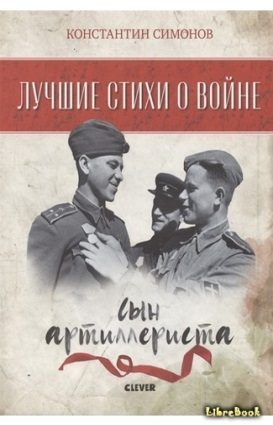 КОНСТАНТИН СИМОНОВ
ЛУЧШИЕ СТИХИ О ВОЙНЕ
сын
артиллериста
CLEVER
LibreBook